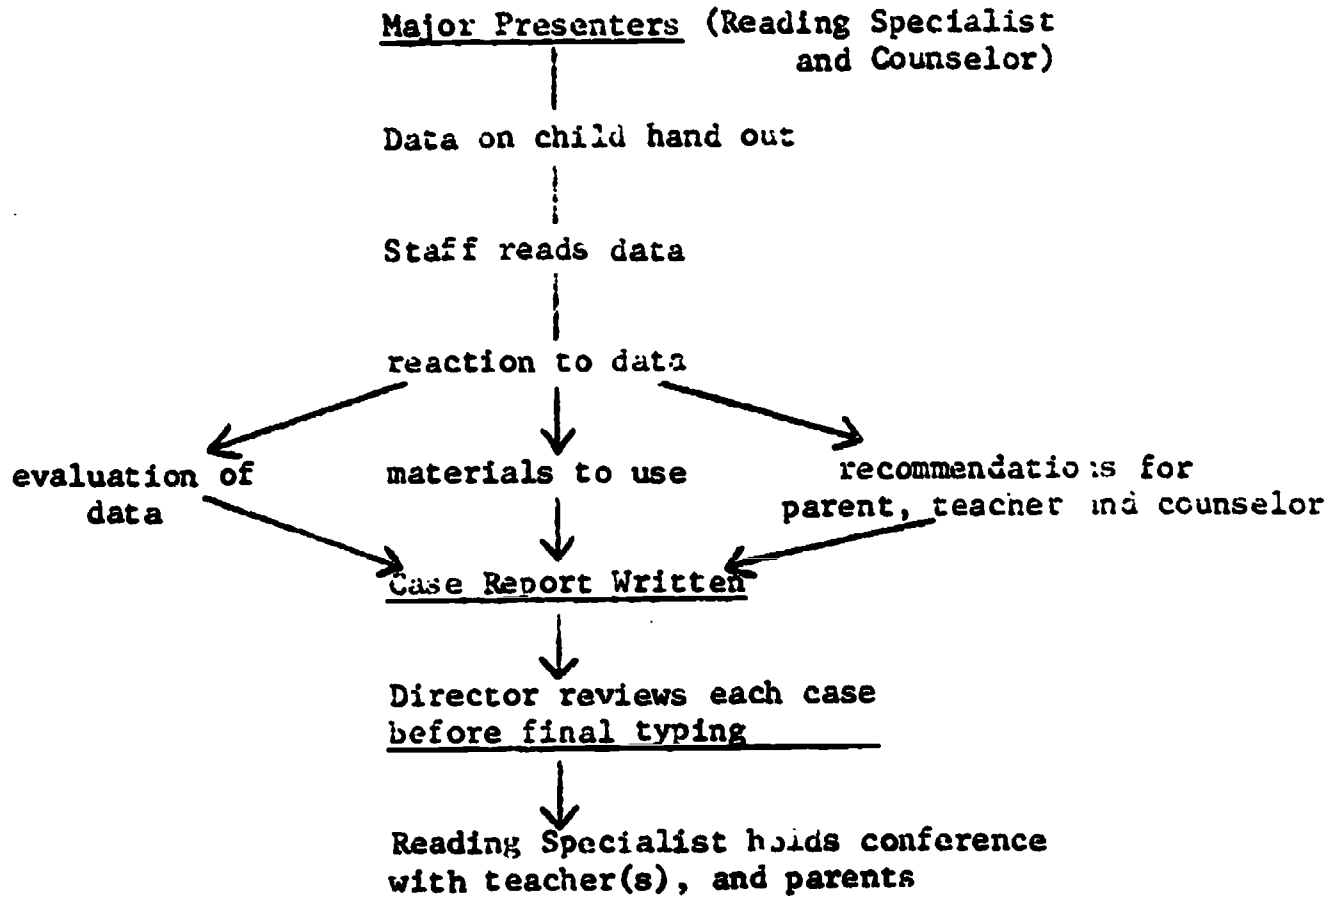 Major Presenters (Reading Specialist
and Counselor)
Data on child hand out
Staff reads data
reaction to data
evaluation of
data
materials to use
recommendations for
parent, teacher and counselor
Case Report Written
Director reviews each case
before final typing
Reading Specialist holds conference
with teacher(s), and parents